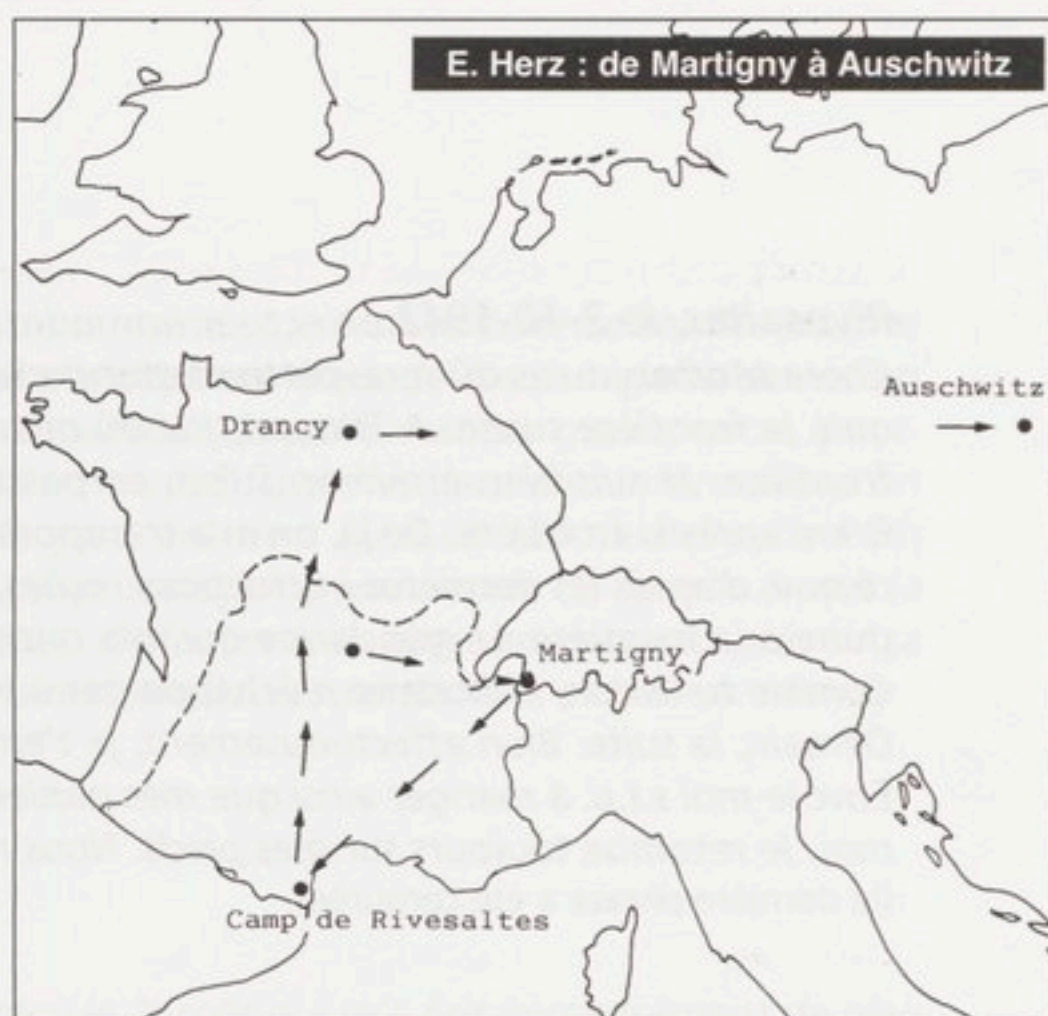 E. Herz : de Martigny à Auschwitz
Auschwitz
Drancy
Martigny
Camp de Rivesaltes